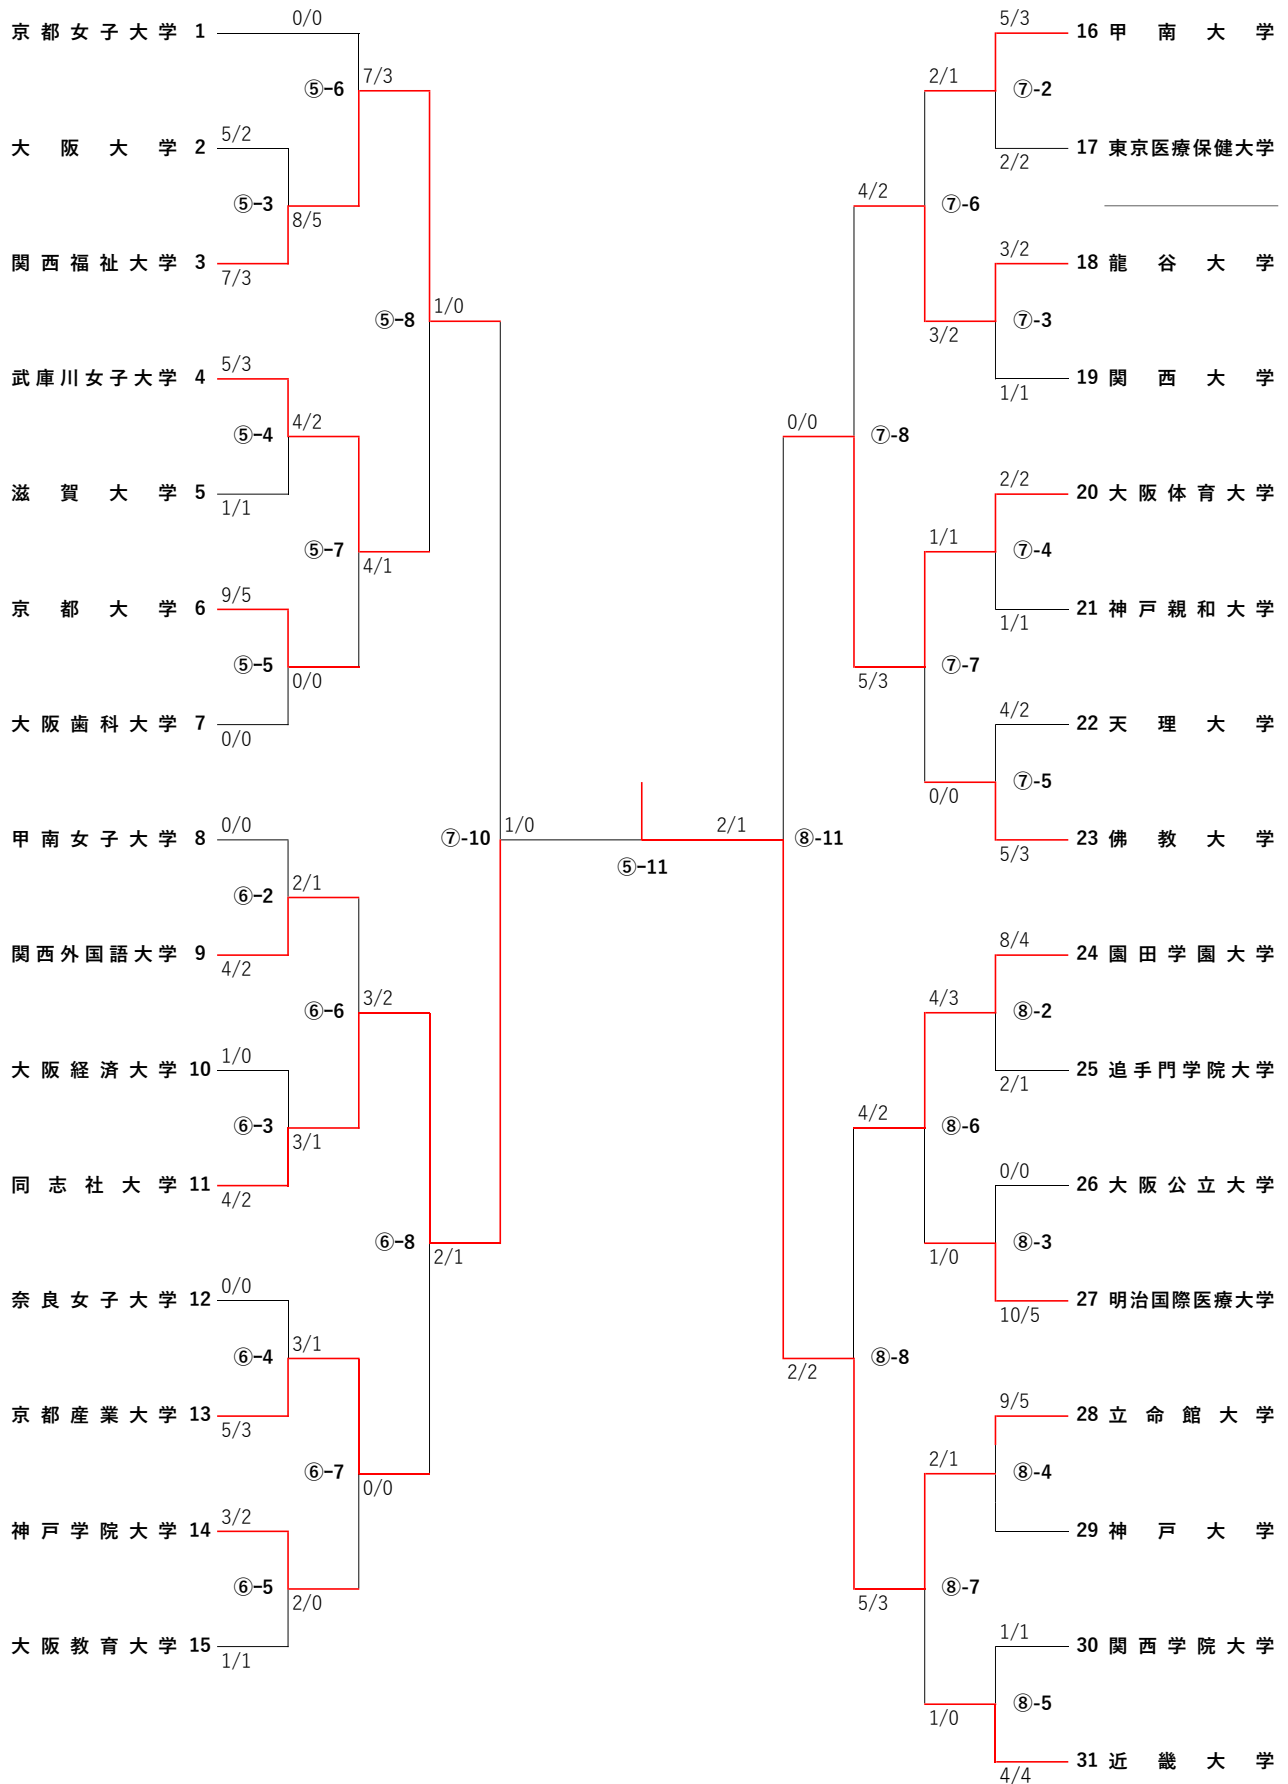 0/0
京都女子大学 1
7/3
⑤-6
5/2
大阪大学 2
⑤-3
8/5
関西福祉大学 3
7/3
1/0
⑤-8
5/3
武庫川女子大学 4
4/2
⑤-4
滋賀大学 5
1/1
⑤-7
4/1
9/5
京都大学 6
⑤-5
0/0
大阪歯科大学 7
0/0
0/0
甲南女子大学 8
⑦-10
1/0
⑥-2
2/1
関西外国語大学 9
4/2
3/2
⑥-6
1/0
大阪経済大学 10
⑥-3
3/1
同志社大学 11
4/2
⑥-8
2/1
0/0
奈良女子大学 12
3/1
⑥-4
京都産業大学 13
5/3
⑥-7
0/0
3/2
神戸学院大学 14
⑥-5
2/0
大阪教育大学 15
1/1
2/1
⑤-11
5/3
16 甲南大学
2/1
⑦-2
17 東京医療保健大学
2/2
4/2
⑦-6
3/2
18 龍谷大学
⑦-3
3/2
19 関西大学
1/1
0/0
⑦-8
2/2
20 大阪体育大学
1/1
⑦-4
21 神戸親和大学
1/1
⑦-7
5/3
4/2
22 天理大学
⑦-5
0/0
23 佛教大学
5/3
⑧-11
8/4
24 園田学園大学
4/3
⑧-2
25 追手門学院大学
2/1
4/2
⑧-6
0/0
26 大阪公立大学
⑧-3
1/0
27 明治国際医療大学
10/5
⑧-8
2/2
9/5
28 立命館大学
2/1
⑧-4
29 神戸大学
⑧-7
5/3
1/1
30 関西学院大学
⑧-5
1/0
31 近畿大学
4/4